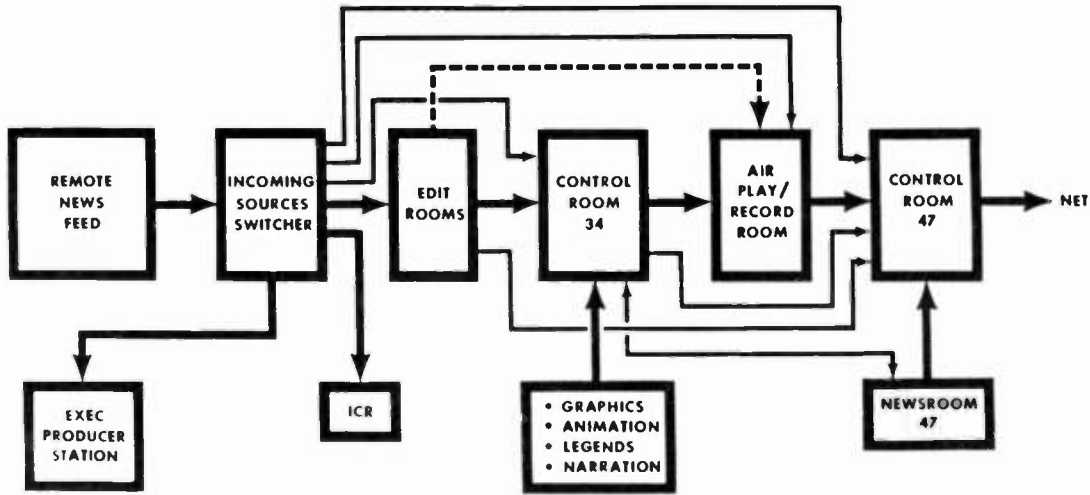 REMOTE
NEWS
FEED
INCOMING
SOURCES
SWITCHER
EDIT
ROOMS
CONTROL
ROOM
34
AIR
PLAY/
RECORD
ROOM
CONTROL
ROOM
47
NET
EXEC
PRODUCER
STATION
ICR
• GRAPHICS
• ANIMATION
• LEGENDS
• NARRATION
NEWSROOM
47